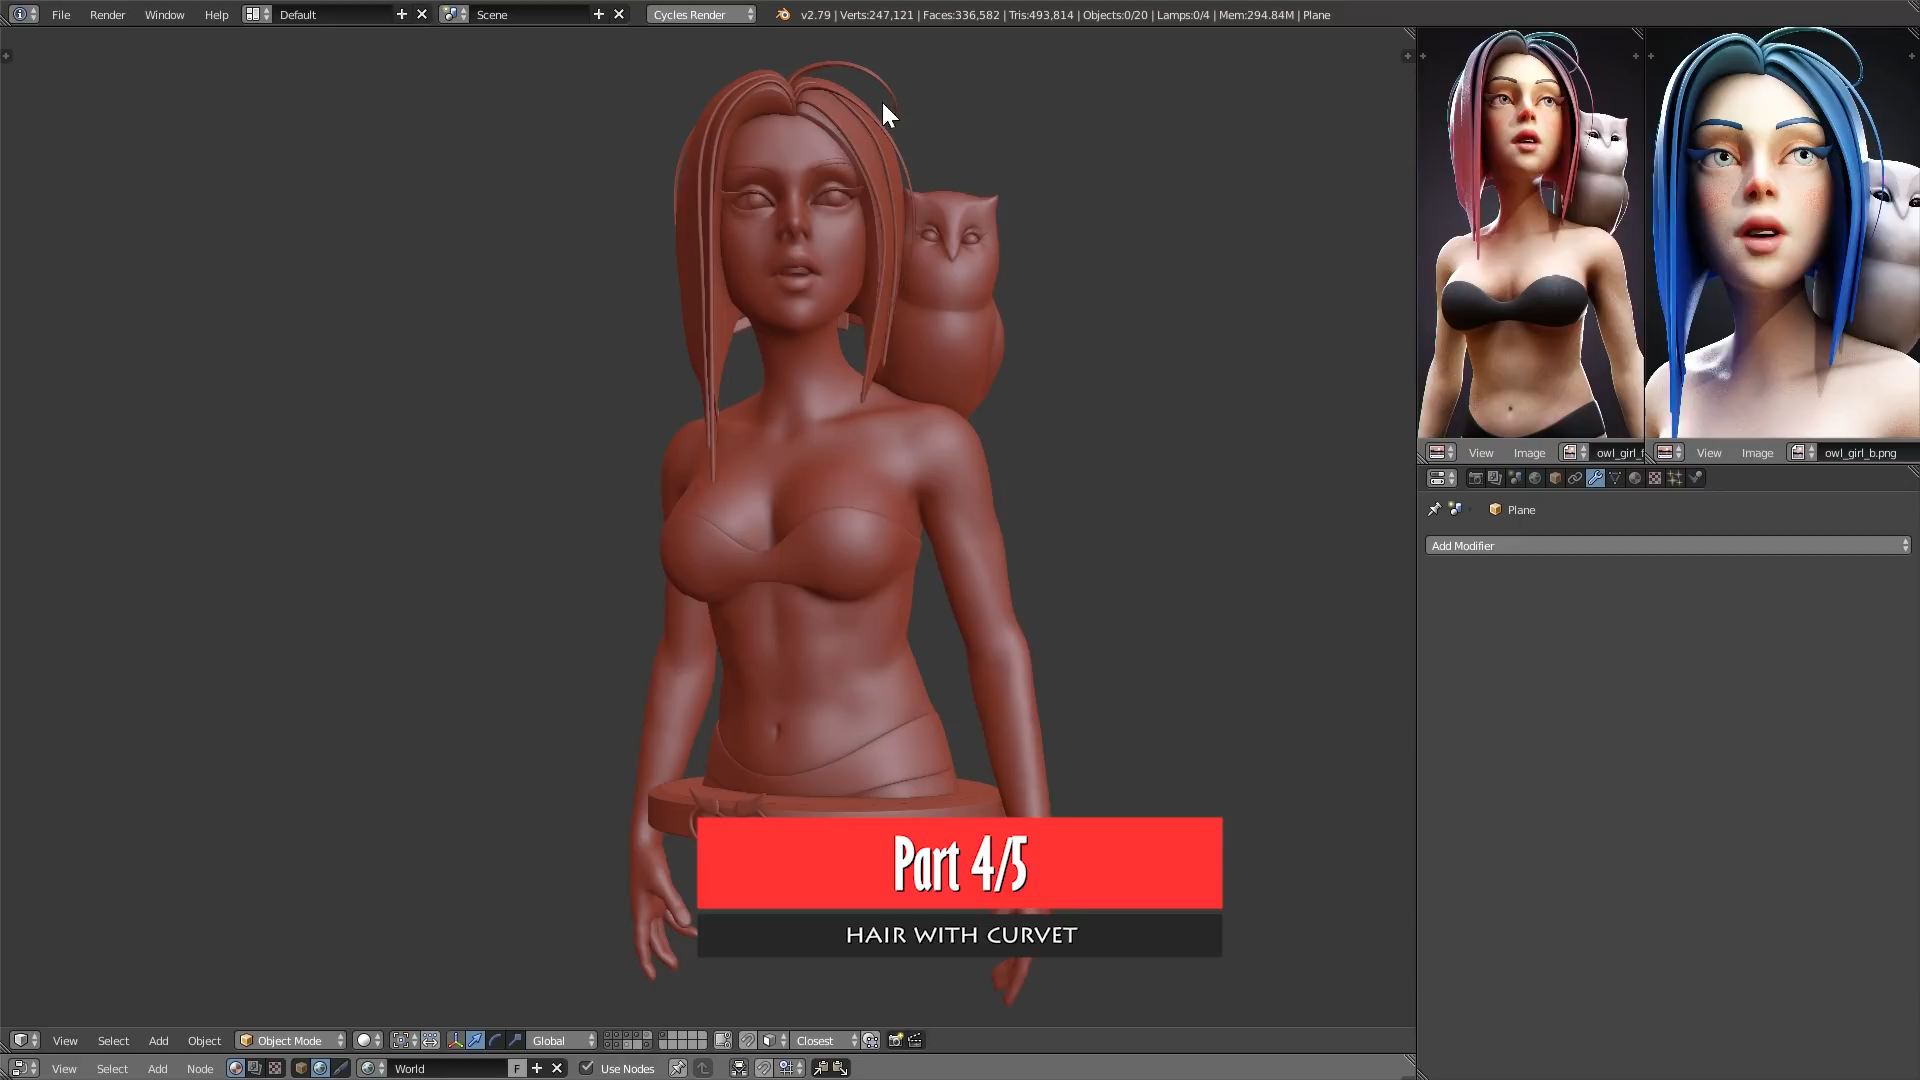 File Render Window Help Default Scene Cycles Render v2.79 | Verts:247,121 | Faces:336,582 | Tris:493,814 | Objects:0/20 | Lamps:0/4 | Mem:294.84M | Plane
View Image owl_girl_f View Image owl_girl_b.png
Plane
Add Modifier
Part 4/5
HAIR WITH CURVET
View Select Add Object Object Mode Global Closest
View Select Add Node World F Use Nodes